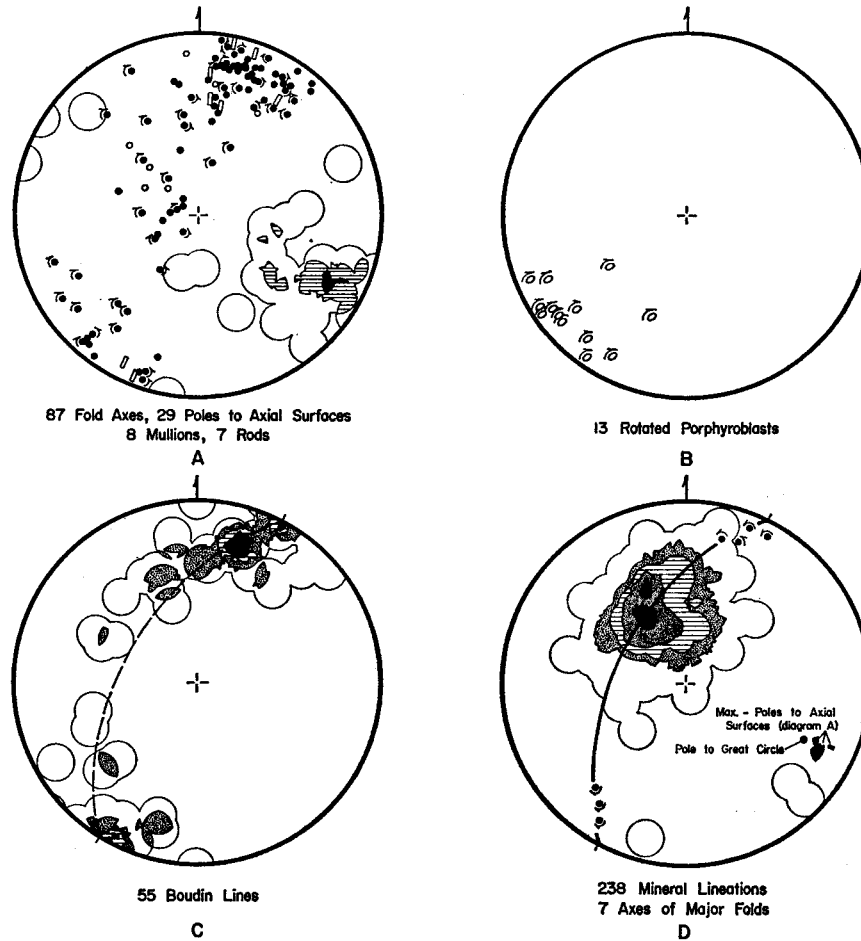 87 Fold Axes, 29 Poles to Axial Surfaces
8 Mullions, 7 Rods
A
13 Rotated Porphyroblasts
B
55 Boudin Lines
C
Max. - Poles to Axial
Surfaces (diagram A)
Pole to Great Circle
238 Mineral Lineations
7 Axes of Major Folds
D